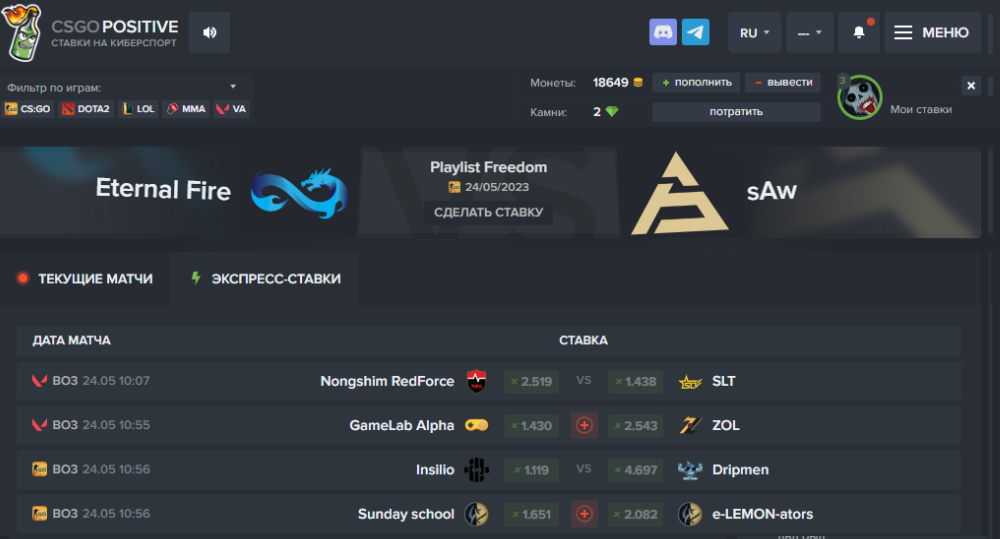 CSGO POSITIVE
СТАВКИ НА КИБЕРСПОРТ
RU
---
МЕНЮ
Фильтр по играм:
CS:GO DOTA2 LOL MMA VA
Монеты: 18649 + пополнить − вывести
Камни: 2 потратить
3
Мои ставки
Eternal Fire
Playlist Freedom
24/05/2023
СДЕЛАТЬ СТАВКУ
VS
sAw
ТЕКУЩИЕ МАТЧИ
ЭКСПРЕСС-СТАВКИ
ДАТА МАТЧА СТАВКА
BO3 24.05 10:07 Nongshim RedForce x 2.519 VS x 1.438 SLT
BO3 24.05 10:55 GameLab Alpha x 1.430 + x 2.543 ZOL
BO3 24.05 10:56 Insilio x 1.119 VS x 4.697 Dripmen
BO3 24.05 10:56 Sunday school x 1.651 + x 2.082 e-LEMON-ators